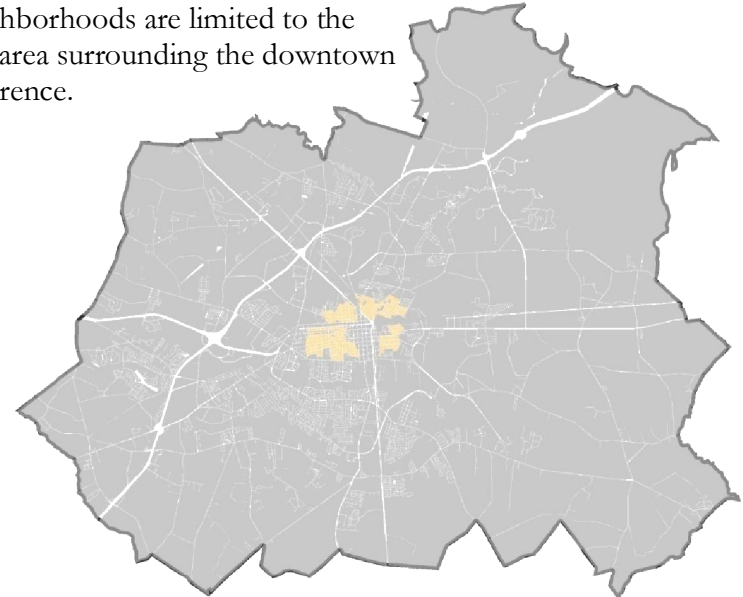 hborhoods are limited to the
area surrounding the downtown
rence.